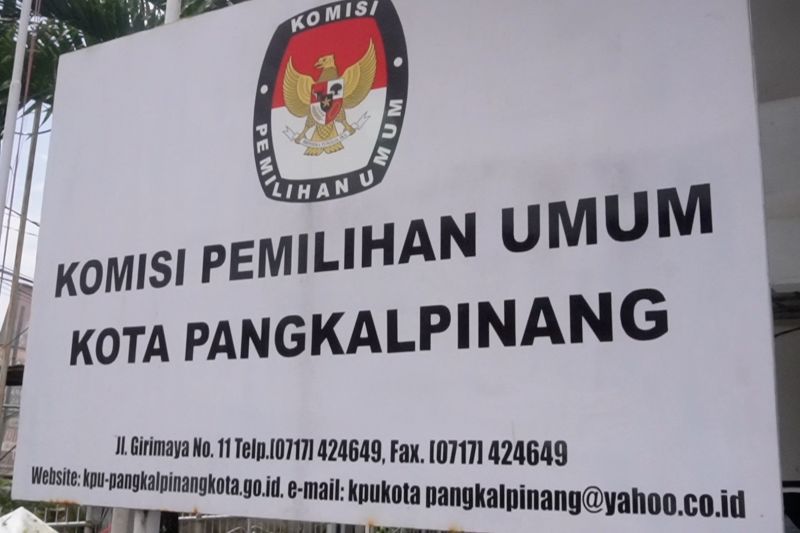 KOMISI
PEMILIHAN UMUM
KOMISI PEMILIHAN UMUM
KOTA PANGKALPINANG
Jl. Girimaya No. 11 Telp.[0717] 424649, Fax. [0717] 424649
Website: kpu-pangkalpinangkota.go.id. e-mail: kpukota pangkalpinang@yahoo.co.id